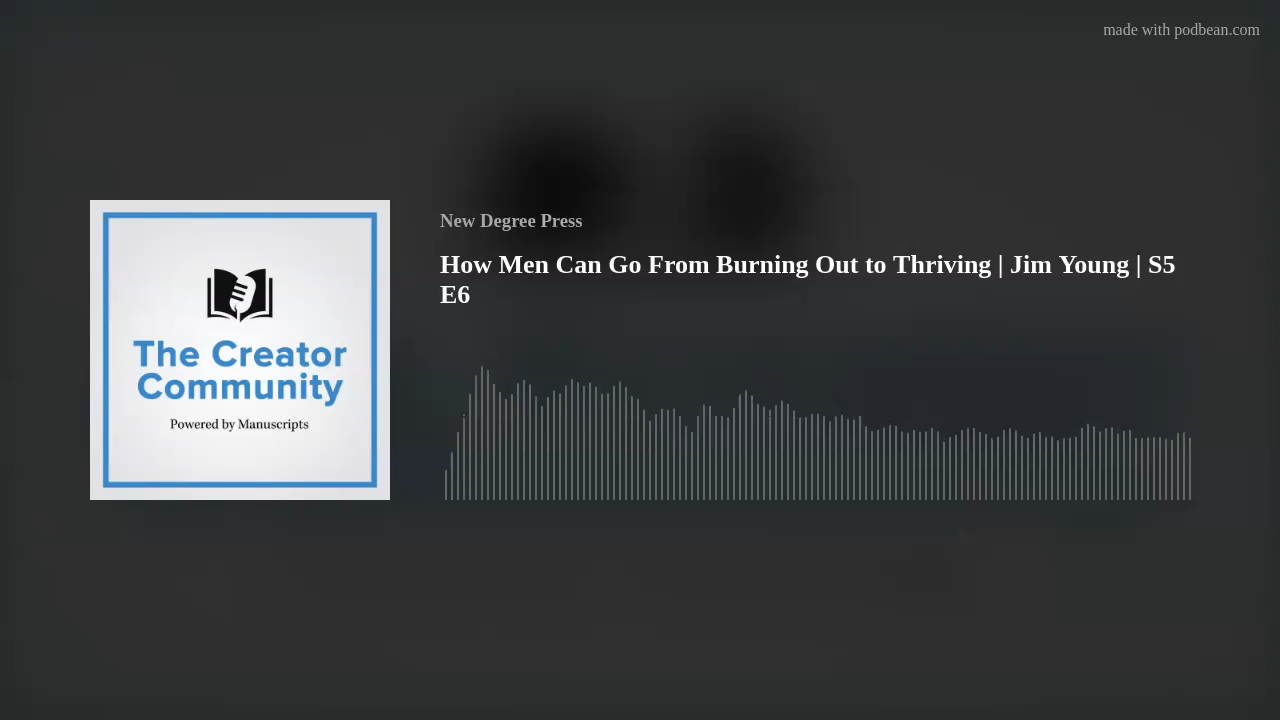 made with podbean.com
New Degree Press
How Men Can Go From Burning Out to Thriving | Jim Young | S5
E6
The Creator
Community
Powered by Manuscripts